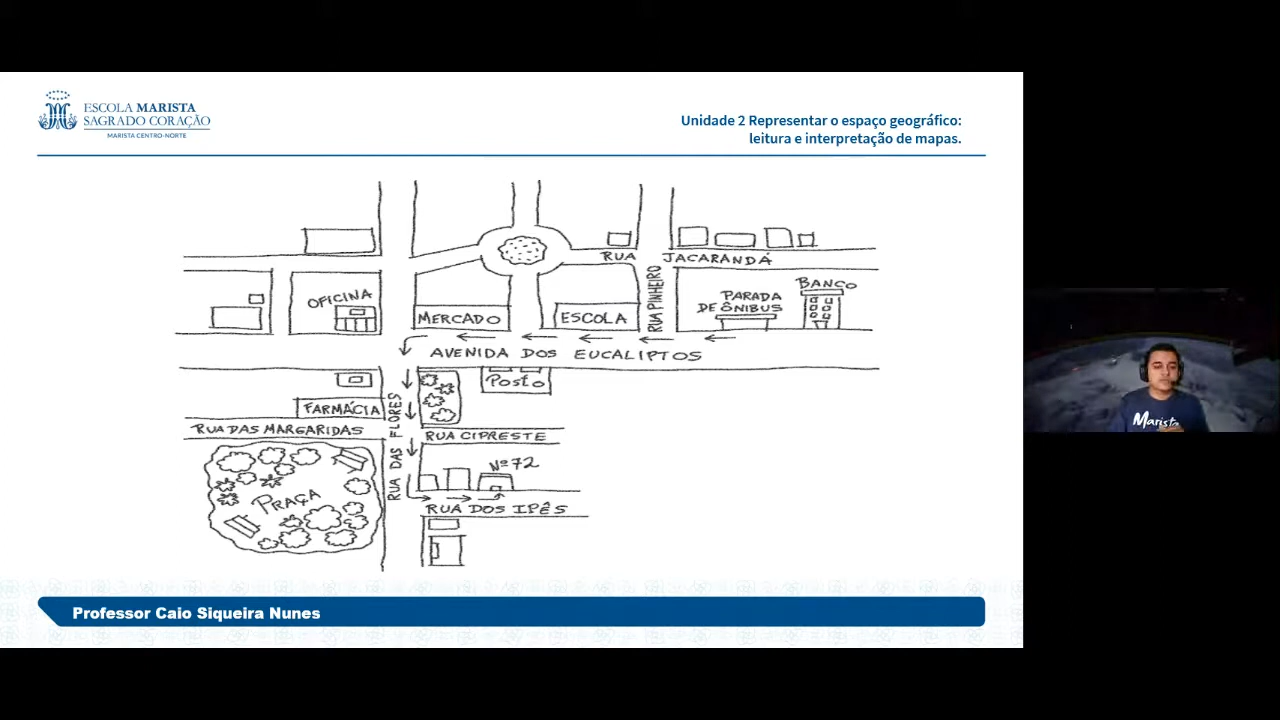 ESCOLA MARISTA
SAGRADO CORAÇÃO
MARISTA CENTRO-NORTE
Unidade 2 Representar o espaço geográfico:
leitura e interpretação de mapas.
RUA JACARANDÁ
RUA PINHEIRO
BANCO
OFICINA
PARADA
DE ÔNIBUS
MERCADO
ESCOLA
AVENIDA DOS EUCALIPTOS
POSTO
FARMÁCIA
RUA DAS FLORES
RUA DAS MARGARIDAS
RUA CIPRESTE
Nº 72
PRAÇA
RUA DOS IPÊS
Professor Caio Siqueira Nunes
Marista